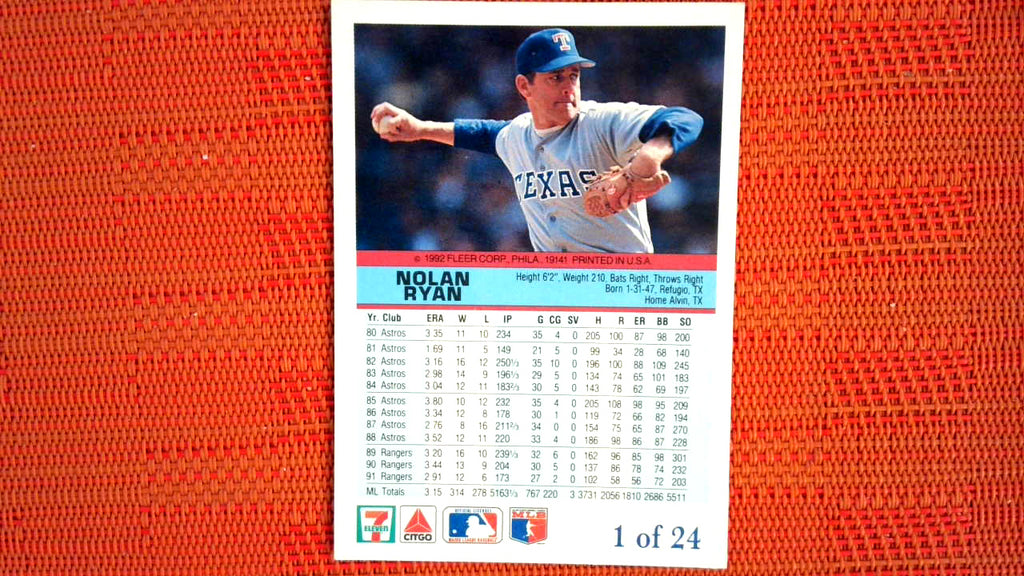 T
TEXAS
© 1992 FLEER CORP., PHILA., 19141 PRINTED IN U.S.A.
NOLAN RYAN
Height 6'2", Weight 210, Bats Right, Throws Right
Born 1-31-47, Refugio, TX
Home Alvin, TX
Yr. Club ERA W L IP G CG SV H R ER BB SO
80 Astros 3 35 11 10 234 35 4 0 205 100 87 98 200
81 Astros 1 69 11 5 149 21 5 0 99 34 28 68 140
82 Astros 3 16 16 12 250⅓ 35 10 0 196 100 88 109 245
83 Astros 2 98 14 9 196⅓ 29 5 0 134 74 65 101 183
84 Astros 3 04 12 11 183⅔ 30 5 0 143 78 62 69 197
85 Astros 3.80 10 12 232 35 4 0 205 108 98 95 209
86 Astros 3.34 12 8 178 30 1 0 119 72 66 82 194
87 Astros 2.76 8 16 211⅔ 34 0 0 154 75 65 87 270
88 Astros 3 52 12 11 220 33 4 0 186 98 86 87 228
89 Rangers 3 20 16 10 239⅓ 32 6 0 162 96 85 98 301
90 Rangers 3 44 13 9 204 30 5 0 137 86 78 74 232
91 Rangers 2 91 12 6 173 27 2 0 102 58 56 72 203
ML Totals 3 15 314 278 5163⅓ 767 220 3 3731 2056 1810 2686 5511
7 ELEVEN
CITGO
OFFICIAL LICENSEE
MAJOR LEAGUE BASEBALL
MLB
1 of 24